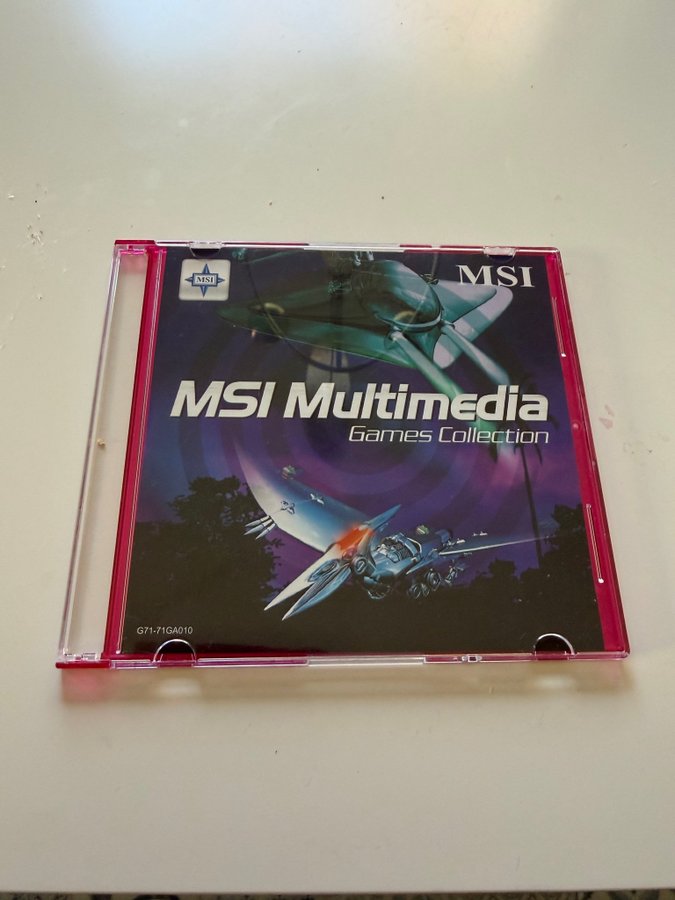 MSI
MSI
MSI Multimedia
Games Collection
G71-71GA010